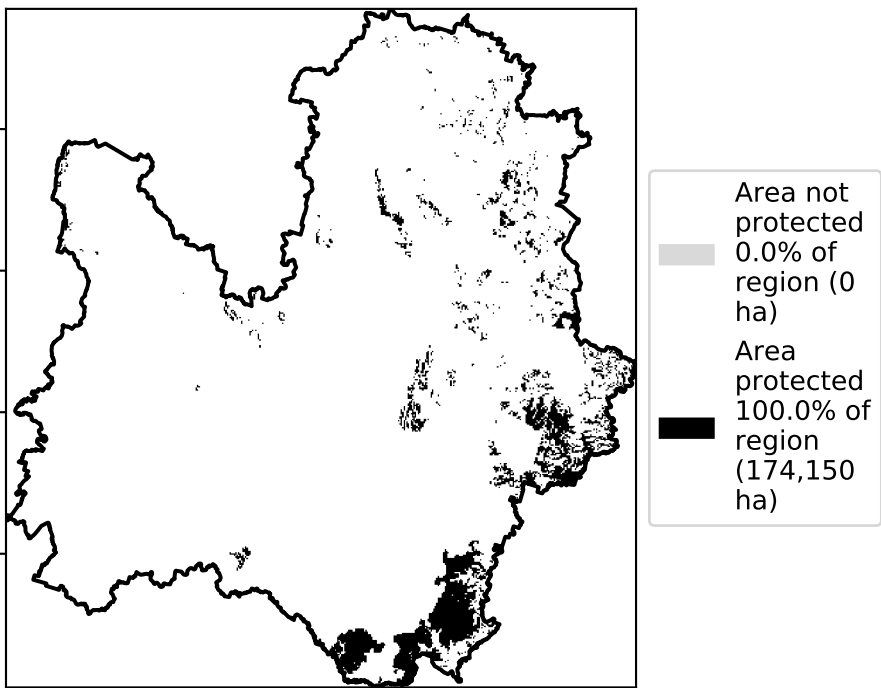 Area not
protected
0.0% of
region (0
ha)
Area
protected
100.0% of
region
(174,150
ha)